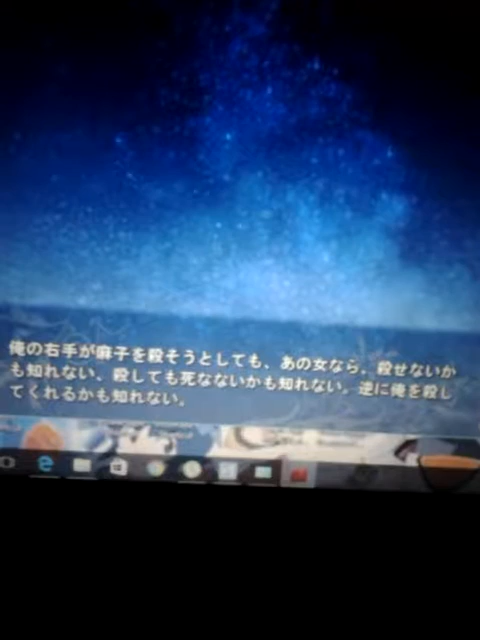 俺の右手が麻子を殺そうとしても、あの女なら、殺せないか
も知れない、殺しても死なないかも知れない。逆に俺を殺し
てくれるかも知れない。